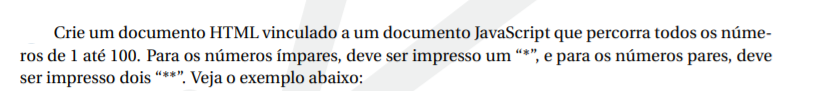 Crie um documento HTML vinculado a um documento JavaScript que percorra todos os núme-
ros de 1 até 100. Para os números ímpares, deve ser impresso um “*”, e para os números pares, deve
ser impresso dois “**”. Veja o exemplo abaixo: